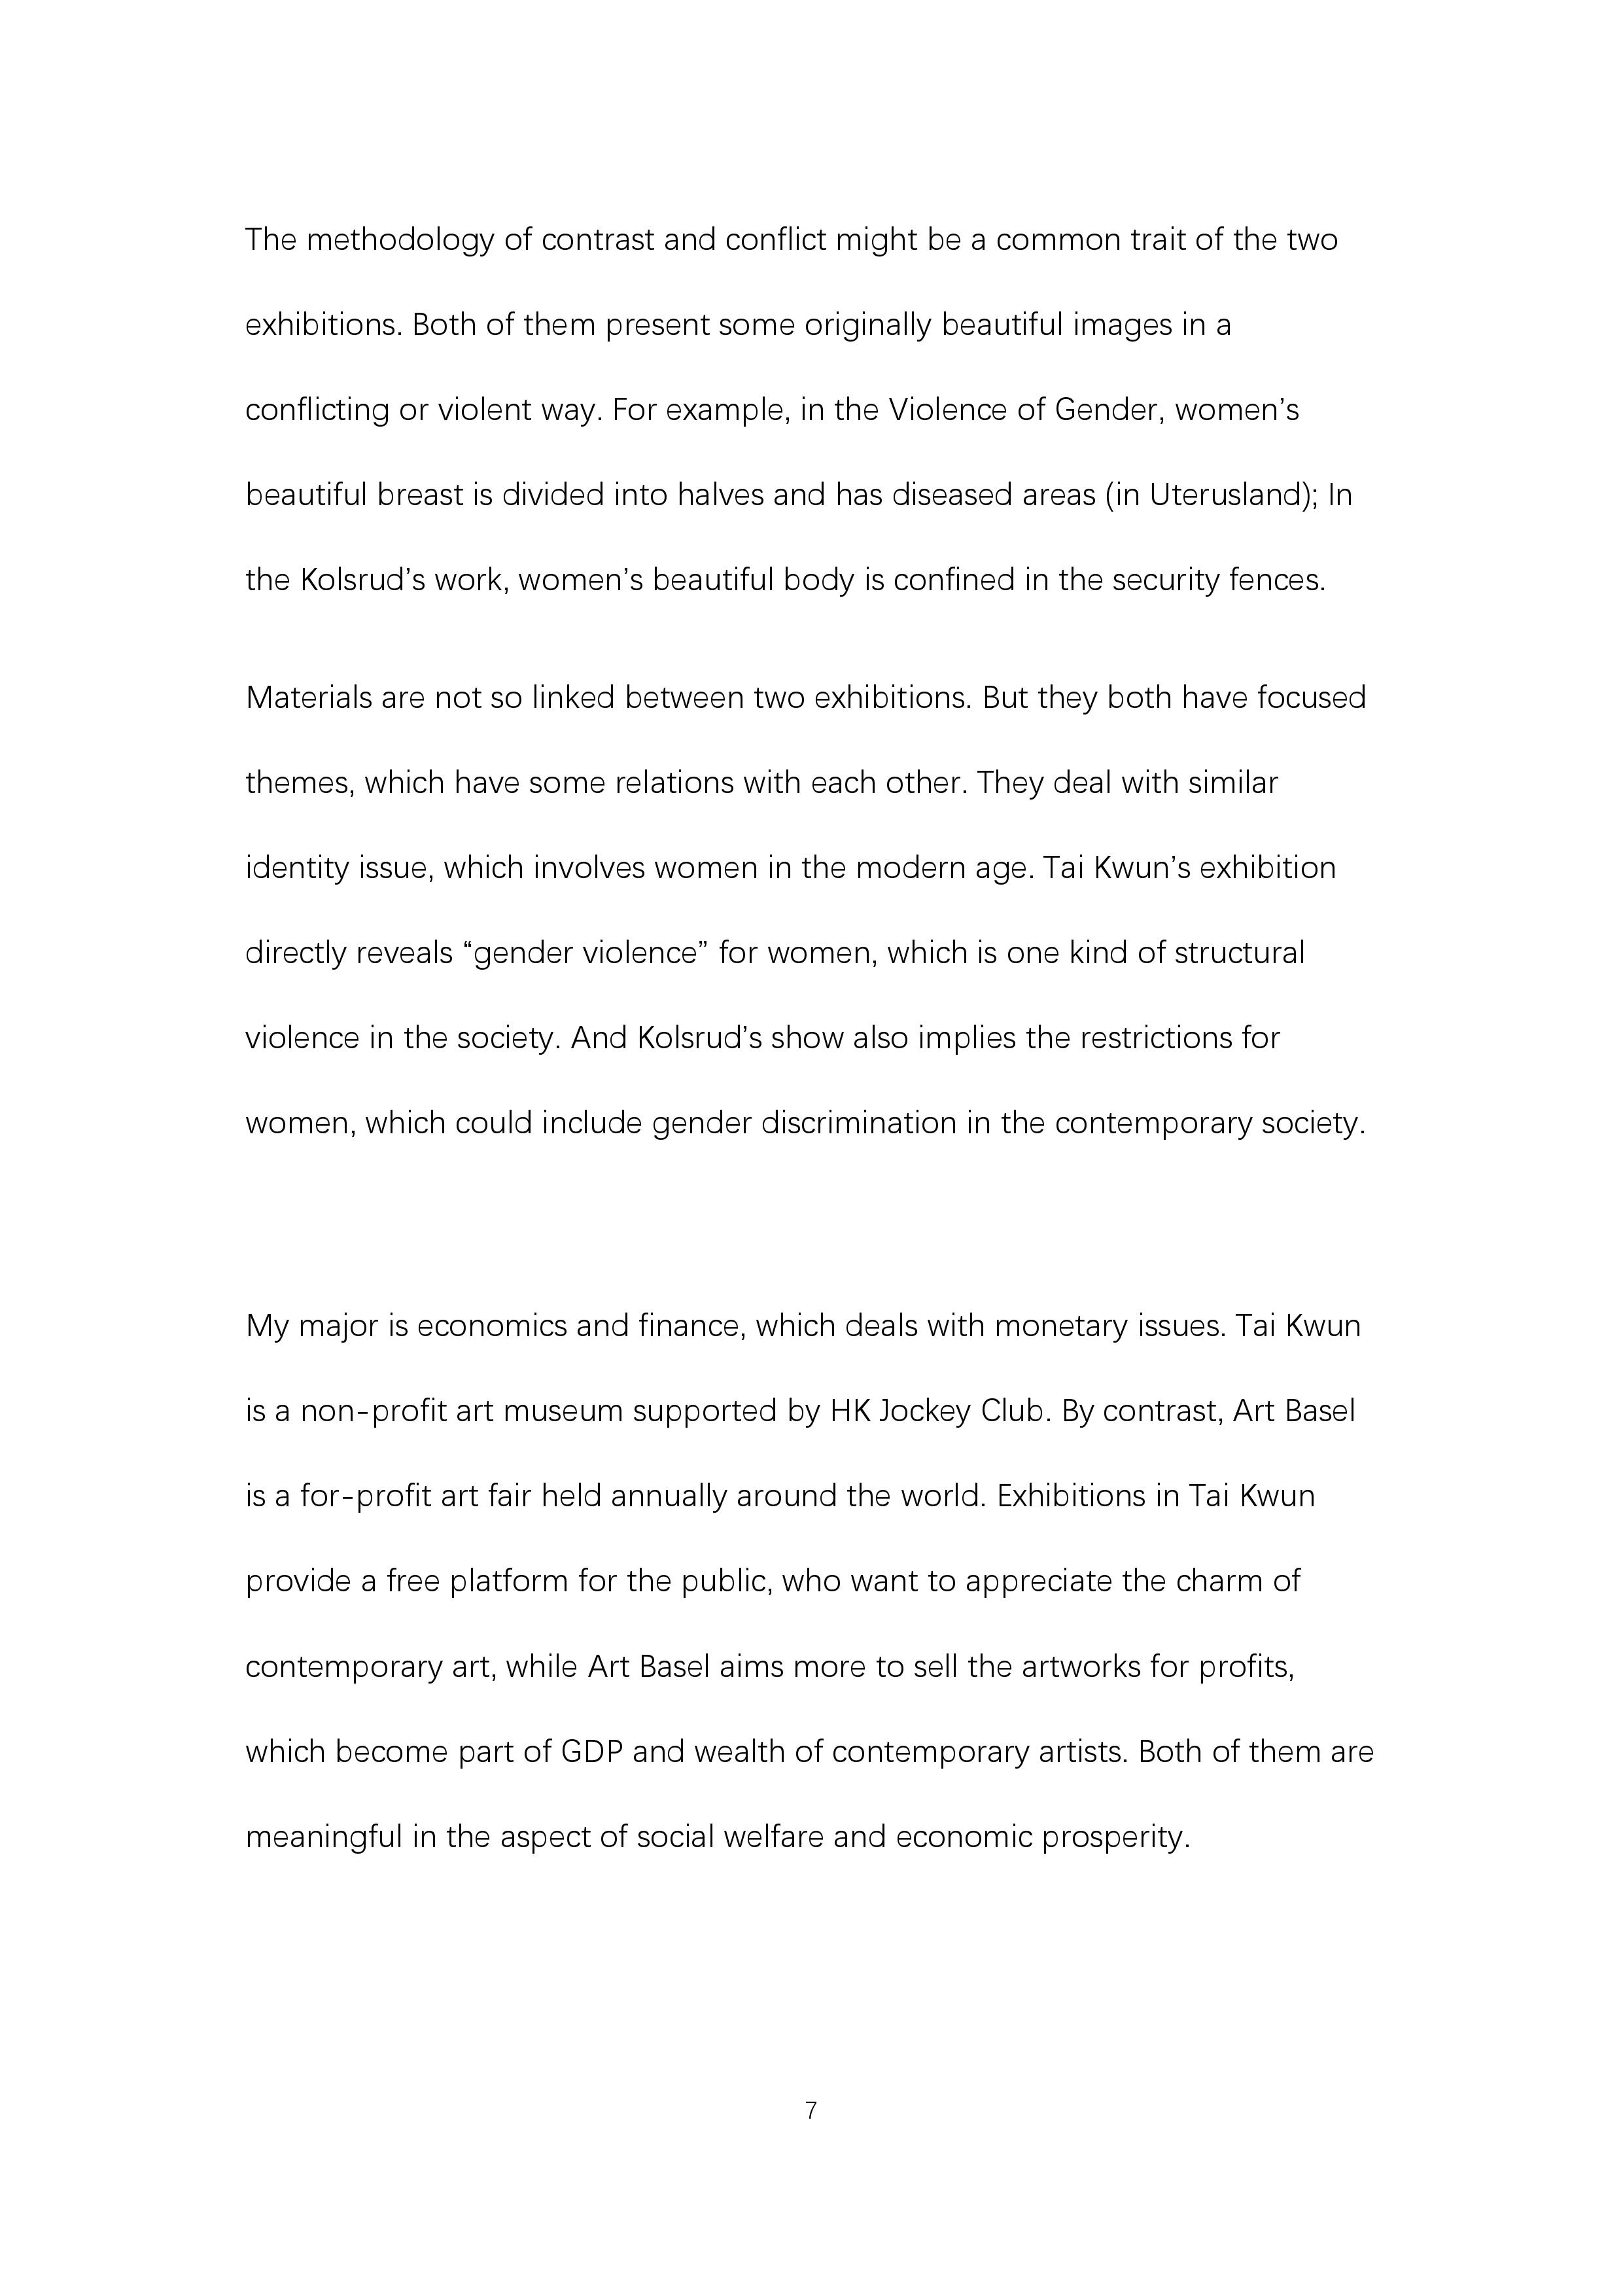 The methodology of contrast and conflict might be a common trait of the two
exhibitions. Both of them present some originally beautiful images in a
conflicting or violent way. For example, in the Violence of Gender, women’s
beautiful breast is divided into halves and has diseased areas (in Uterusland); In
the Kolsrud’s work, women’s beautiful body is confined in the security fences.
Materials are not so linked between two exhibitions. But they both have focused
themes, which have some relations with each other. They deal with similar
identity issue, which involves women in the modern age. Tai Kwun’s exhibition
directly reveals “gender violence” for women, which is one kind of structural
violence in the society. And Kolsrud’s show also implies the restrictions for
women, which could include gender discrimination in the contemporary society.
My major is economics and finance, which deals with monetary issues. Tai Kwun
is a non-profit art museum supported by HK Jockey Club. By contrast, Art Basel
is a for-profit art fair held annually around the world. Exhibitions in Tai Kwun
provide a free platform for the public, who want to appreciate the charm of
contemporary art, while Art Basel aims more to sell the artworks for profits,
which become part of GDP and wealth of contemporary artists. Both of them are
meaningful in the aspect of social welfare and economic prosperity.
7